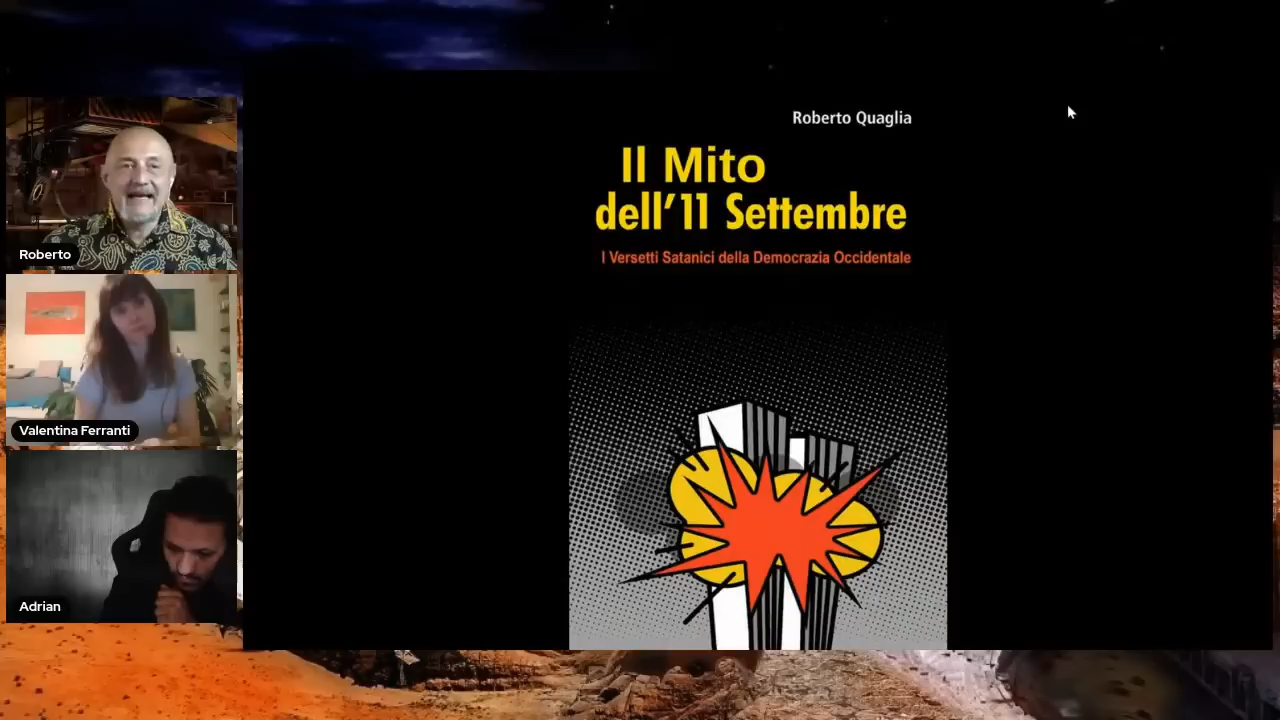 Roberto Quaglia
Il Mito
dell'11 Settembre
I Versetti Satanici della Democrazia Occidentale
Roberto
Valentina Ferranti
Adrian